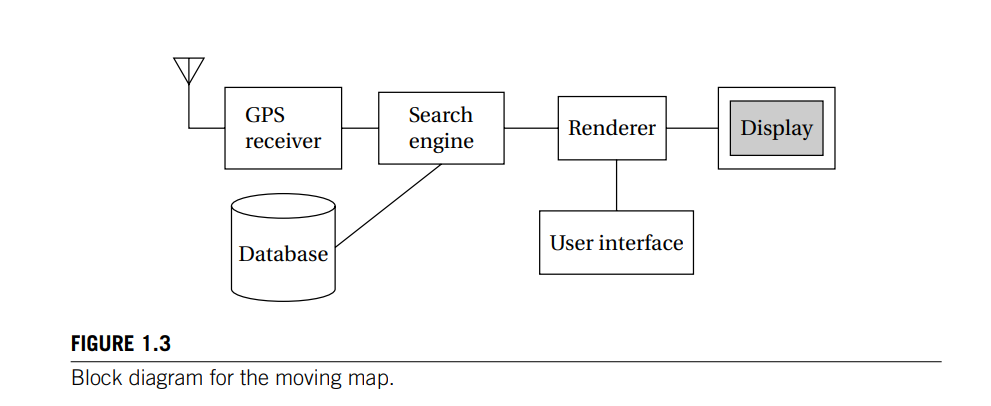 GPS
receiver
Search
engine
Renderer
Display
Database
User interface
FIGURE 1.3
Block diagram for the moving map.